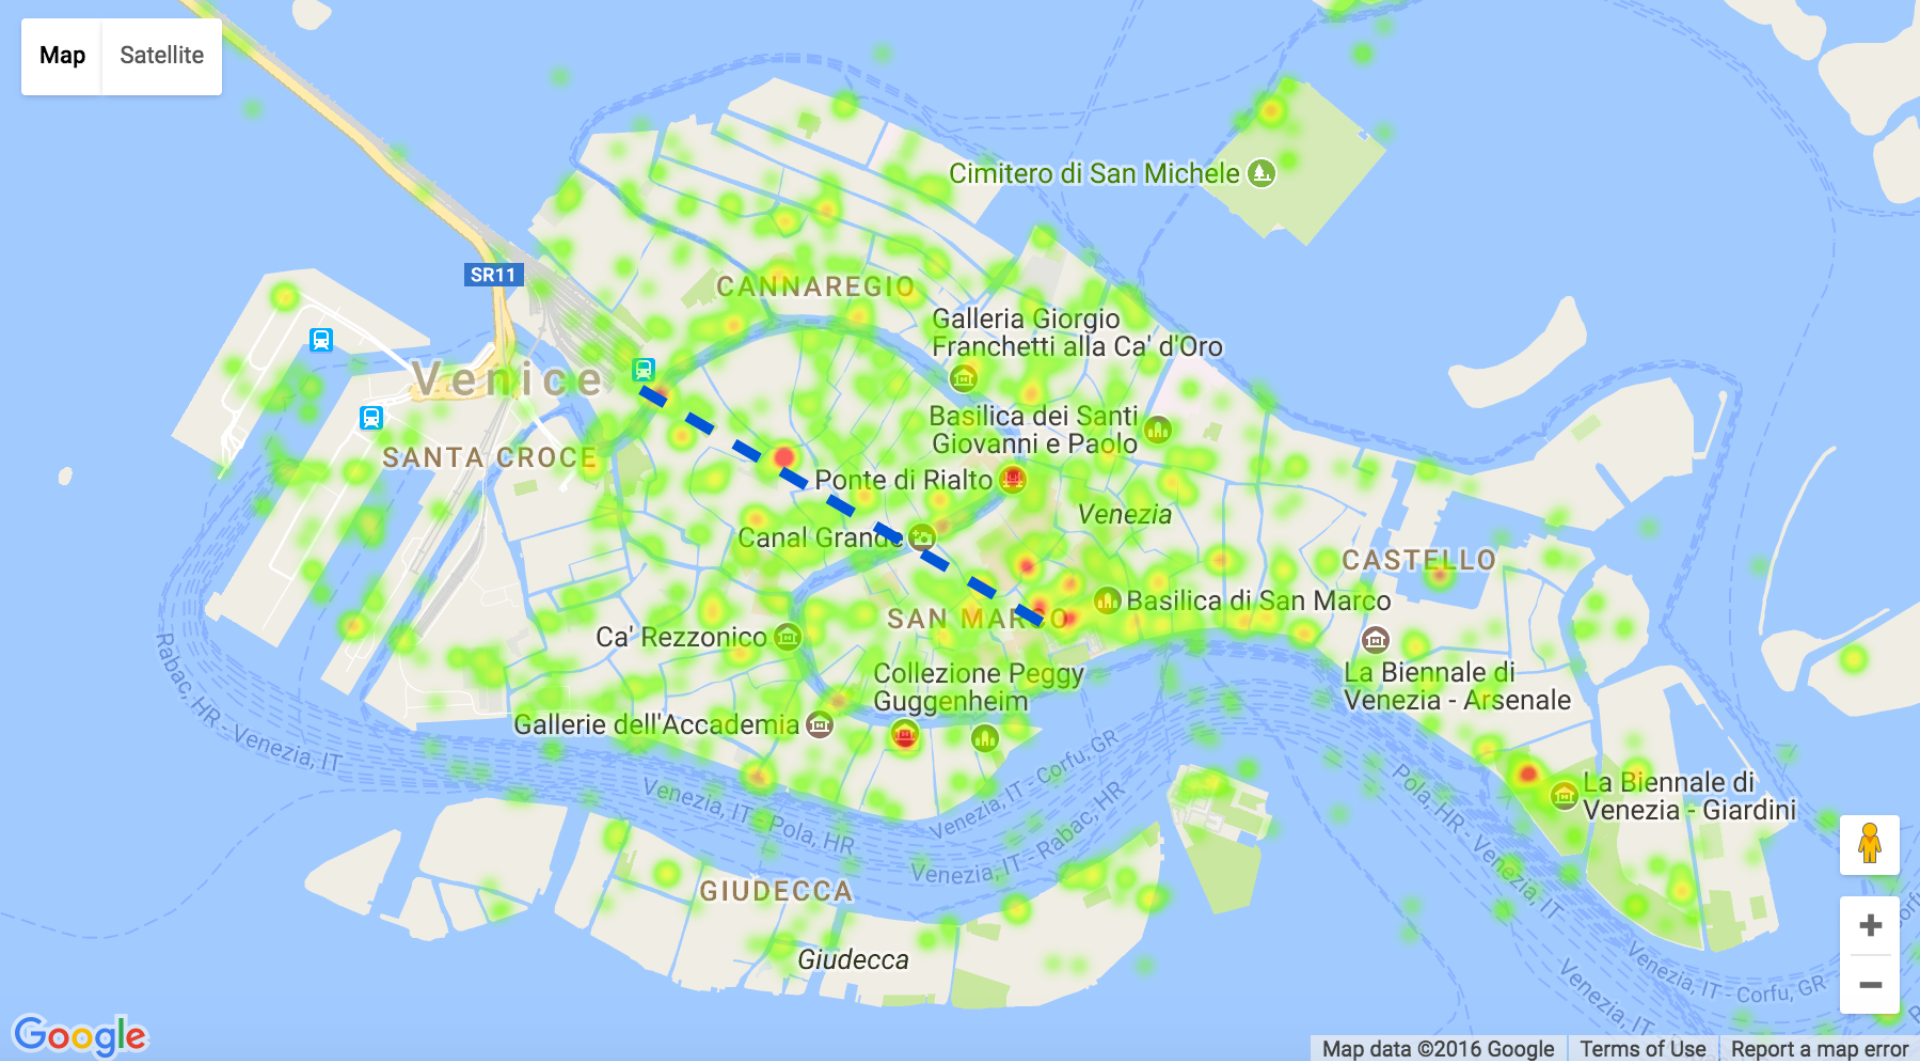 Map
Satellite
Cimitero di San Michele
SR11
CANNAREGIO
Galleria Giorgio
Franchetti alla Ca' d'Oro
Venice
Basilica dei Santi
Giovanni e Paolo
SANTA CROCE
Ponte di Rialto
Venezia
Canal Grande
CASTELLO
Basilica di San Marco
SAN MARCO
Ca' Rezzonico
Collezione Peggy
Guggenheim
La Biennale di
Venezia - Arsenale
Gallerie dell'Accademia
Rabac, HR - Venezia, IT
Venezia, IT - Corfu, GR
Venezia, IT - Pola, HR
Venezia, IT - Rabac, HR
Pola, HR - Venezia, IT
La Biennale di
Venezia - Giardini
GIUDECCA
Giudecca
Venezia, IT - Corfu, GR
Venezia, IT
Google
Map data ©2016 Google
Terms of Use
Report a map error